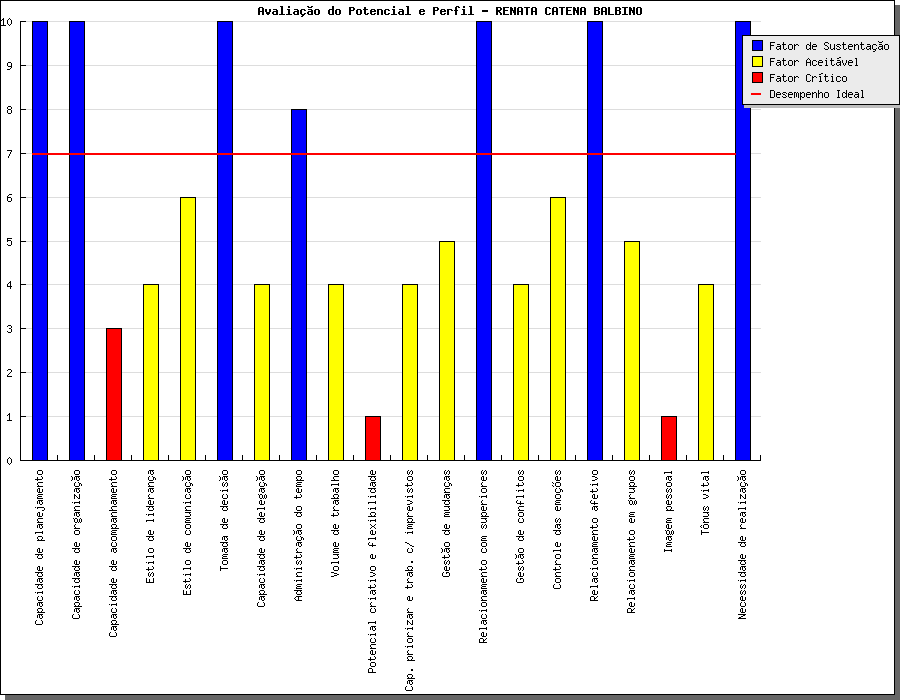 Avaliação do Potencial e Perfil - RENATA CATENA BALBINO
10
9
8
7
6
5
4
3
2
1
0
Fator de Sustentação
Fator Aceitável
Fator Crítico
Desempenho Ideal
Capacidade de planejamento
Capacidade de organização
Capacidade de acompanhamento
Estilo de liderança
Estilo de comunicação
Tomada de decisão
Capacidade de delegação
Administração do tempo
Volume de trabalho
Potencial criativo e flexibilidade
Cap. priorizar e trab. c/ imprevistos
Gestão de mudanças
Relacionamento com superiores
Gestão de conflitos
Controle das emoções
Relacionamento afetivo
Relacionamento em grupos
Imagem pessoal
Tônus vital
Necessidade de realização